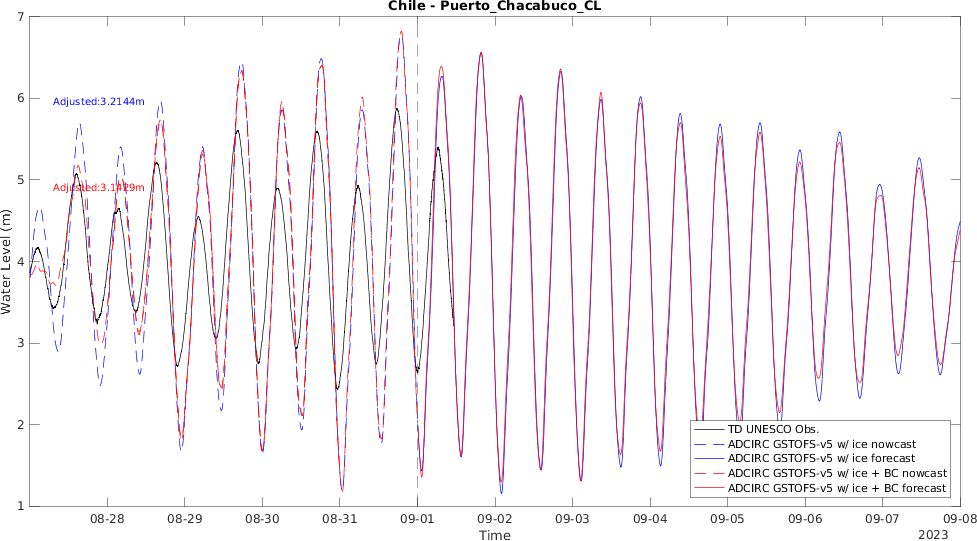 Chile - Puerto_Chacabuco_CL
7
6
5
4
3
2
1
Water Level (m)
Adjusted:3.2144m
Adjusted:3.1429m
TD UNESCO Obs.
ADCIRC GSTOFS-v5 w/ ice nowcast
ADCIRC GSTOFS-v5 w/ ice forecast
ADCIRC GSTOFS-v5 w/ ice + BC nowcast
ADCIRC GSTOFS-v5 w/ ice + BC forecast
08-28 08-29 08-30 08-31 09-01 09-02 09-03 09-04 09-05 09-06 09-07 09-08
Time
2023